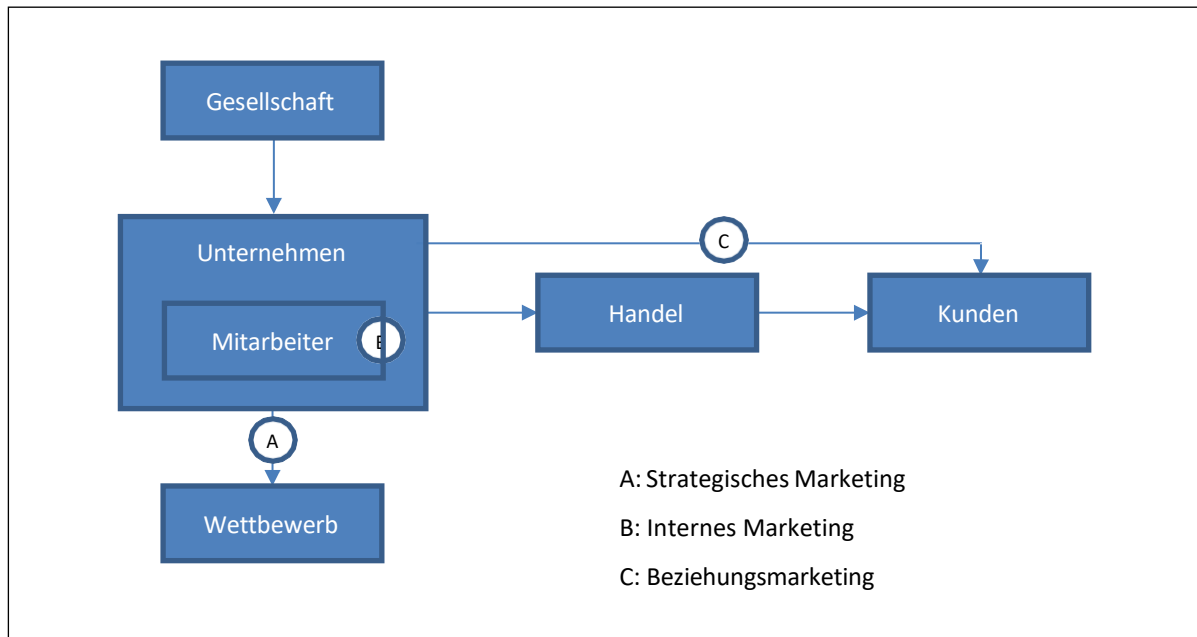 Gesellschaft
Unternehmen
C
Handel
Kunden
Mitarbeiter
B
A
Wettbewerb
A: Strategisches Marketing
B: Internes Marketing
C: Beziehungsmarketing